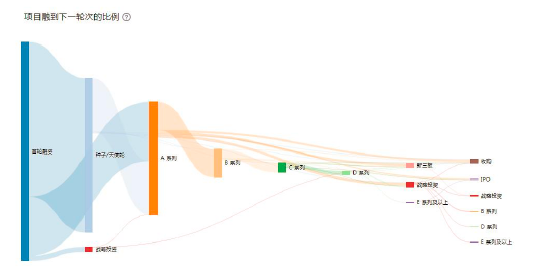 项目融到下一轮次的比例 ?
首轮融资
种子/天使轮
战略投资
A 系列
B 系列
C 系列
D 系列
新三板
战略投资
E 系列及以上
收购
IPO
战略投资
B 系列
D 系列
E 系列及以上